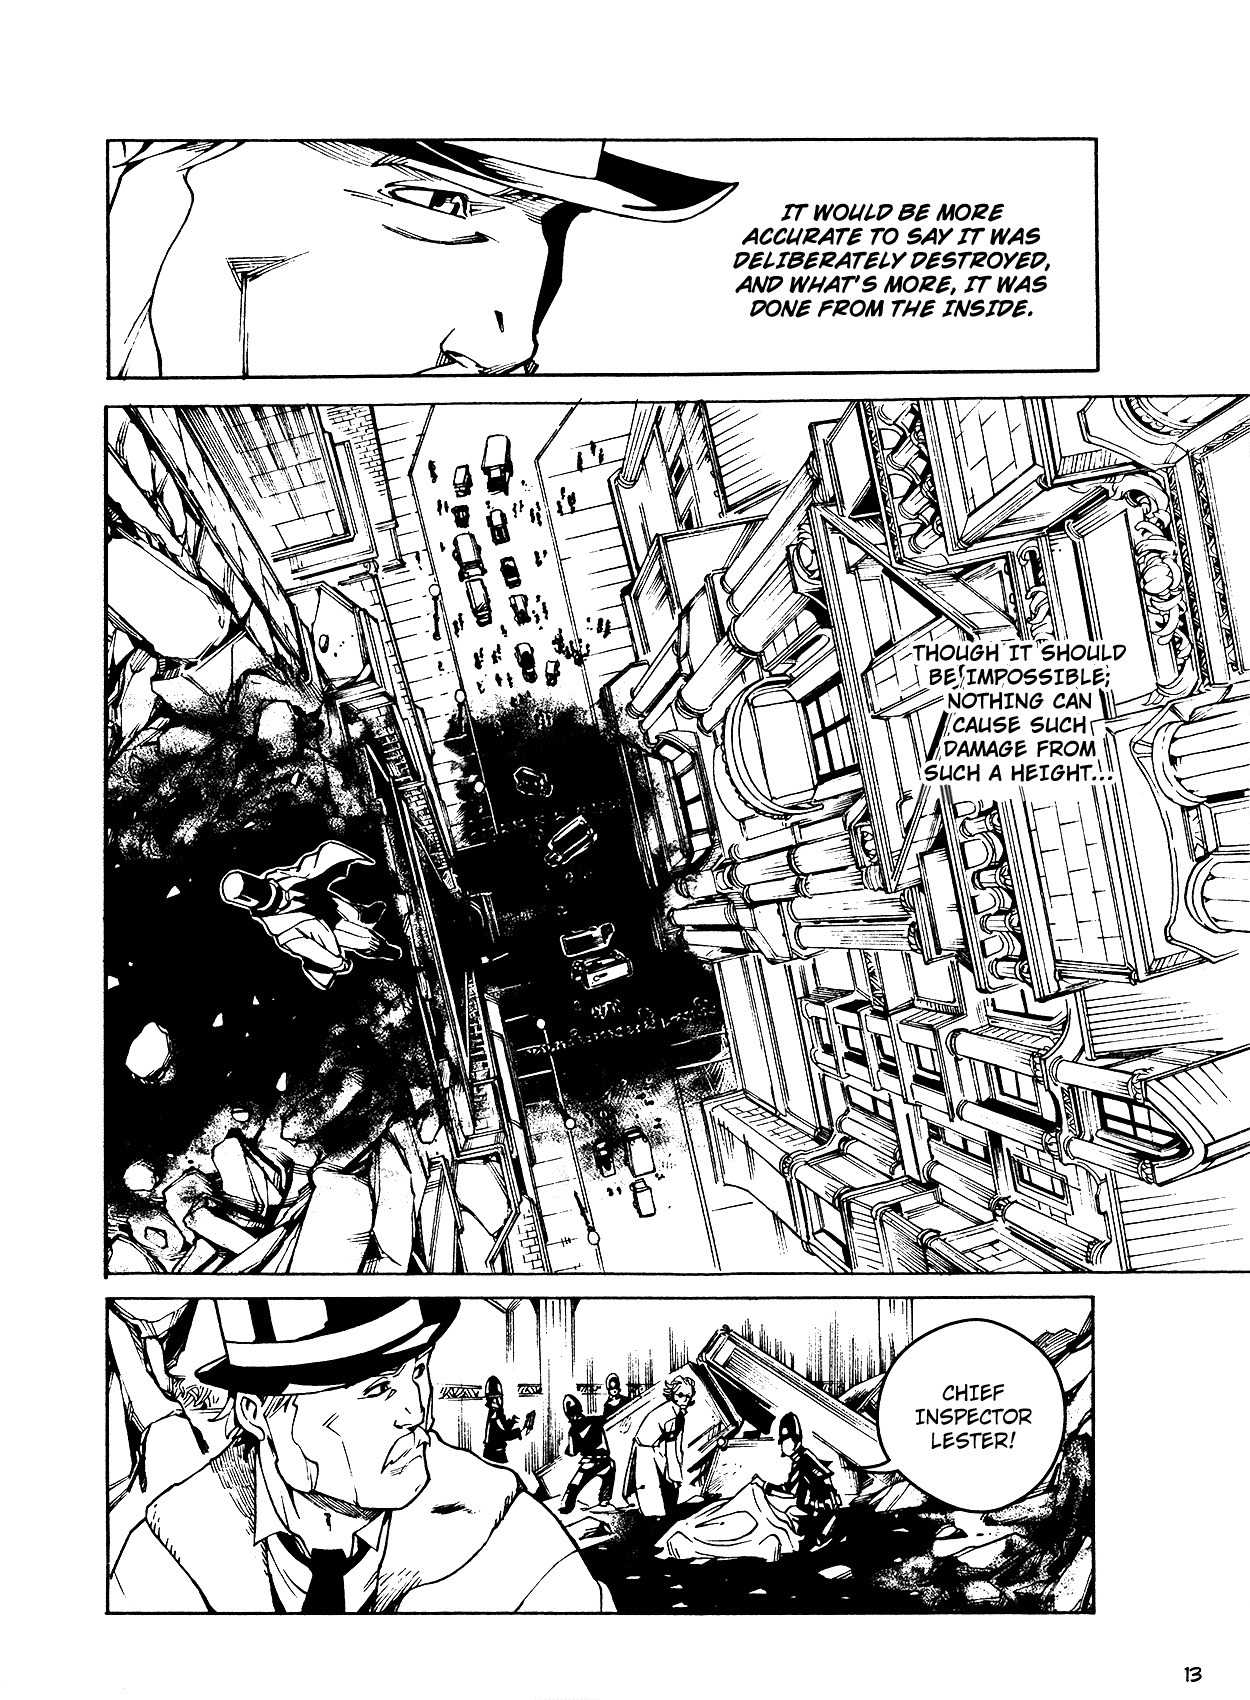 IT WOULD BE MORE
ACCURATE TO SAY IT WAS
DELIBERATELY DESTROYED,
AND WHAT'S MORE, IT WAS
DONE FROM THE INSIDE.
THOUGH IT SHOULD
BE IMPOSSIBLE;
NOTHING CAN
CAUSE SUCH
DAMAGE FROM
SUCH A HEIGHT...
CHIEF
INSPECTOR
LESTER!
13